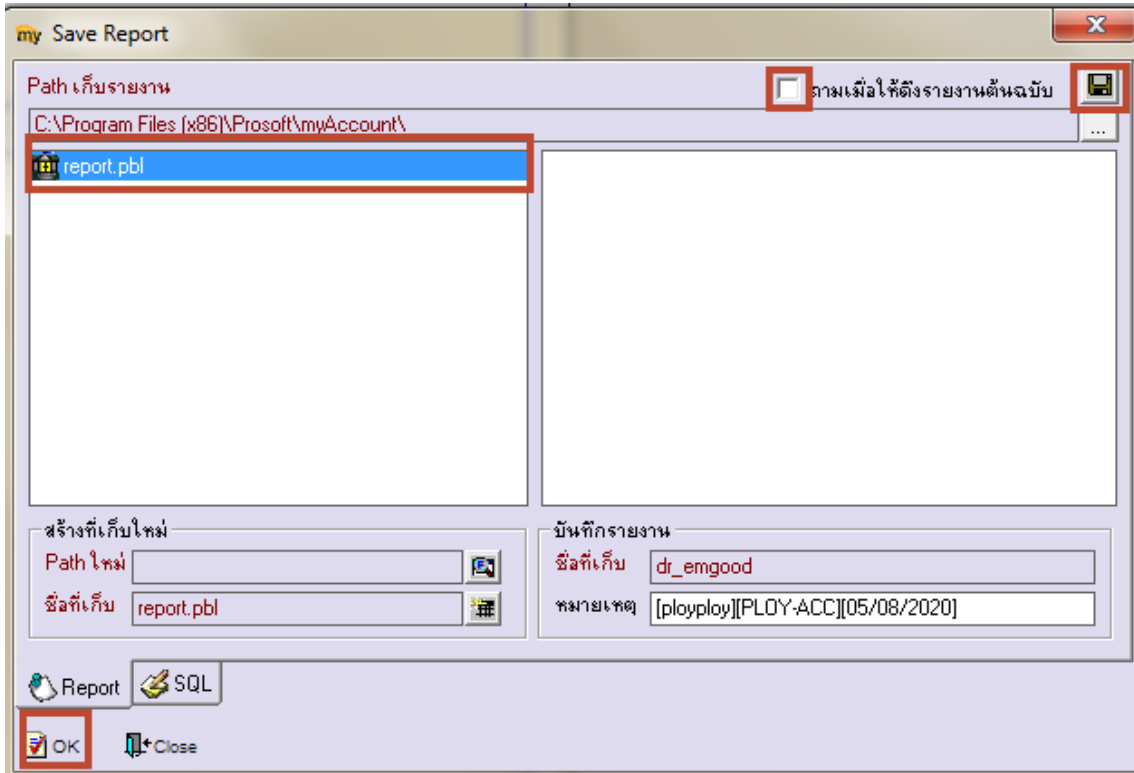 my Save Report
Path เก็บรายงาน
ถามเมื่อให้ดึงรายงานต้นฉบับ
C:\Program Files (x86)\Prosoft\myAccount\
...
report.pbl
สร้างที่เก็บใหม่
Path ใหม่
ชื่อที่เก็บ report.pbl
บันทึกรายงาน
ชื่อที่เก็บ dr_emgood
หมายเหตุ [ployploy][PLOY-ACC][05/08/2020]
Report SQL
OK Close